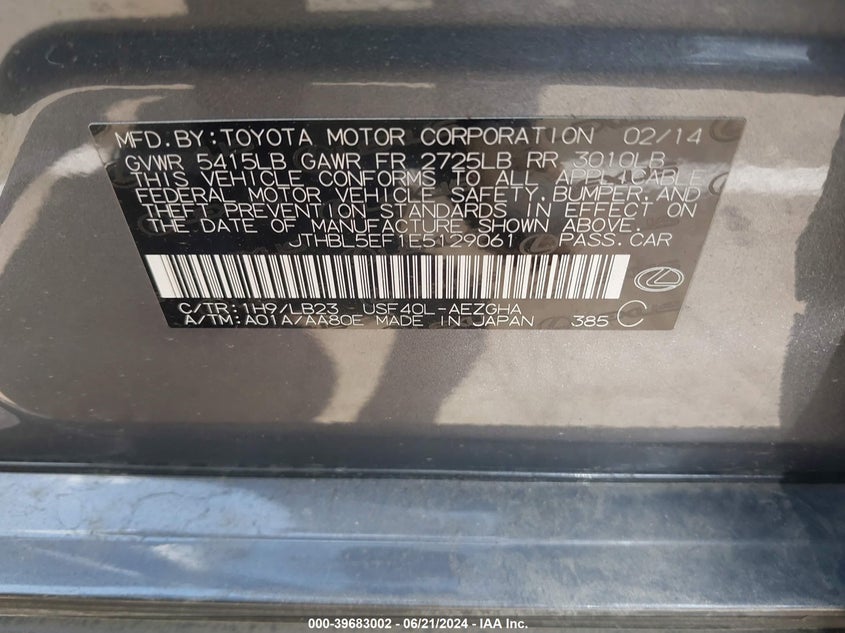 MFD.BY:TOYOTA MOTOR CORPORATION 02/14
GVWR 5415LB GAWR FR 2725LB RR 3010LB
THIS VEHICLE CONFORMS TO ALL APPLICABLE
FEDERAL MOTOR VEHICLE SAFETY,BUMPER,AND
THEFT PREVENTION STANDARDS IN EFFECT ON
THE DATE OF MANUFACTURE SHOWN ABOVE.
JTHBL5EF1E5129061 PASS.CAR
C/TR:1H9/LB23 USF40L-AEZGHA
A/TM:A01A/AA80E MADE IN JAPAN 385 C
000-39683002 - 06/21/2024 - IAA Inc.